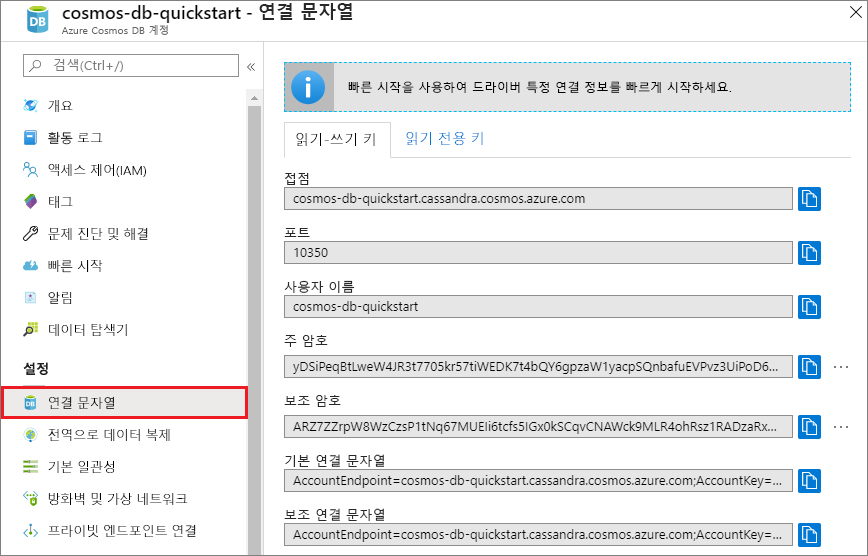 cosmos-db-quickstart - 연결 문자열
Azure Cosmos DB 계정
검색(Ctrl+/)
개요
활동 로그
액세스 제어(IAM)
태그
문제 진단 및 해결
빠른 시작
알림
데이터 탐색기
설정
연결 문자열
전역으로 데이터 복제
기본 일관성
방화벽 및 가상 네트워크
프라이빗 엔드포인트 연결
빠른 시작을 사용하여 드라이버 특정 연결 정보를 빠르게 시작하세요.
읽기-쓰기 키 읽기 전용 키
접점
cosmos-db-quickstart.cassandra.cosmos.azure.com
포트
10350
사용자 이름
cosmos-db-quickstart
주 암호
yDSiPeqBtLweW4JR3t7705kr57tiWEDK7t4bQY6gpzaW1yacpSQnbafuEVPvz3UiPoD6...
보조 암호
ARZ7ZZrpW8WzCzsP1tNq67MUEIi6tcfs5IGx0kSCqvCNAWck9MLR4ohRsz1RADzaRx...
기본 연결 문자열
AccountEndpoint=cosmos-db-quickstart.cassandra.cosmos.azure.com;AccountKey=...
보조 연결 문자열
AccountEndpoint=cosmos-db-quickstart.cassandra.cosmos.azure.com;AccountKey=...